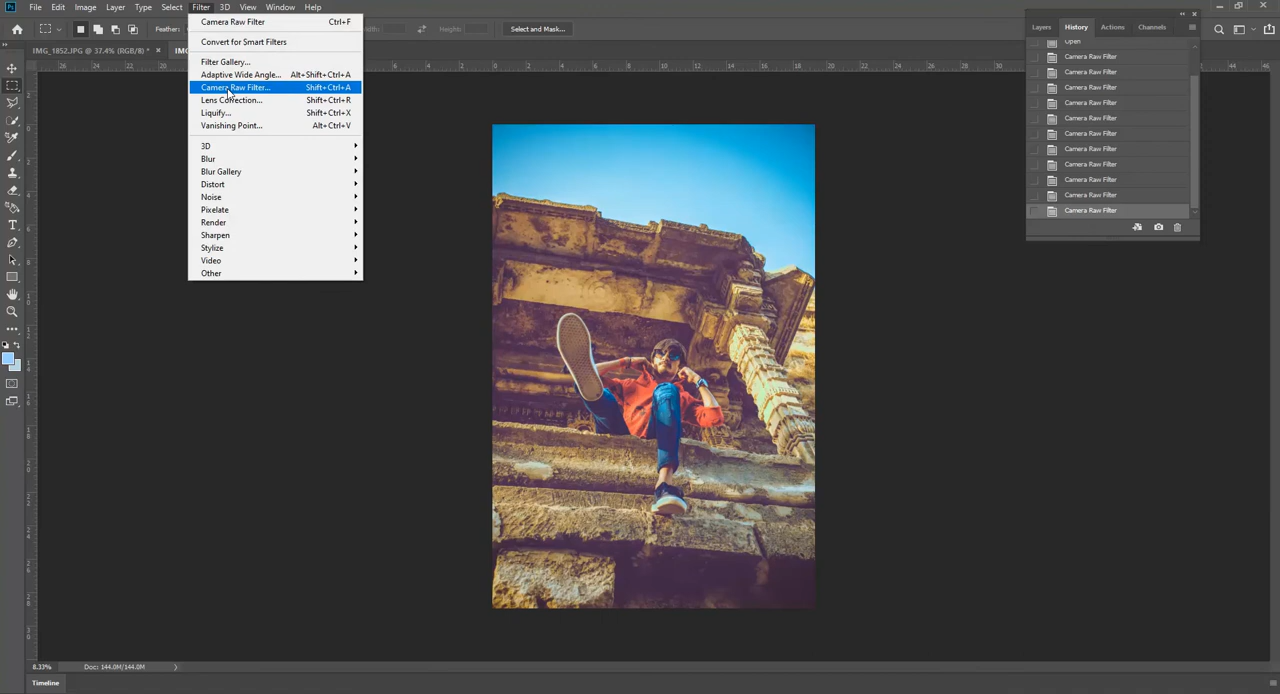 Ps File Edit Image Layer Type Select Filter 3D View Window Help
Feather: Width: Height: Select and Mask...
IMG_1852.JPG @ 37.4% (RGB/8) * × IM
Camera Raw Filter Ctrl+F
Convert for Smart Filters
Filter Gallery...
Adaptive Wide Angle... Alt+Shift+Ctrl+A
Camera Raw Filter... Shift+Ctrl+A
Lens Correction... Shift+Ctrl+R
Liquify... Shift+Ctrl+X
Vanishing Point... Alt+Ctrl+V
3D
Blur
Blur Gallery
Distort
Noise
Pixelate
Render
Sharpen
Stylize
Video
Other
Layers History Actions Channels
Open
Camera Raw Filter
Camera Raw Filter
Camera Raw Filter
Camera Raw Filter
Camera Raw Filter
Camera Raw Filter
Camera Raw Filter
Camera Raw Filter
Camera Raw Filter
Camera Raw Filter
Camera Raw Filter
8.33% Doc: 144.0M/144.0M
Timeline